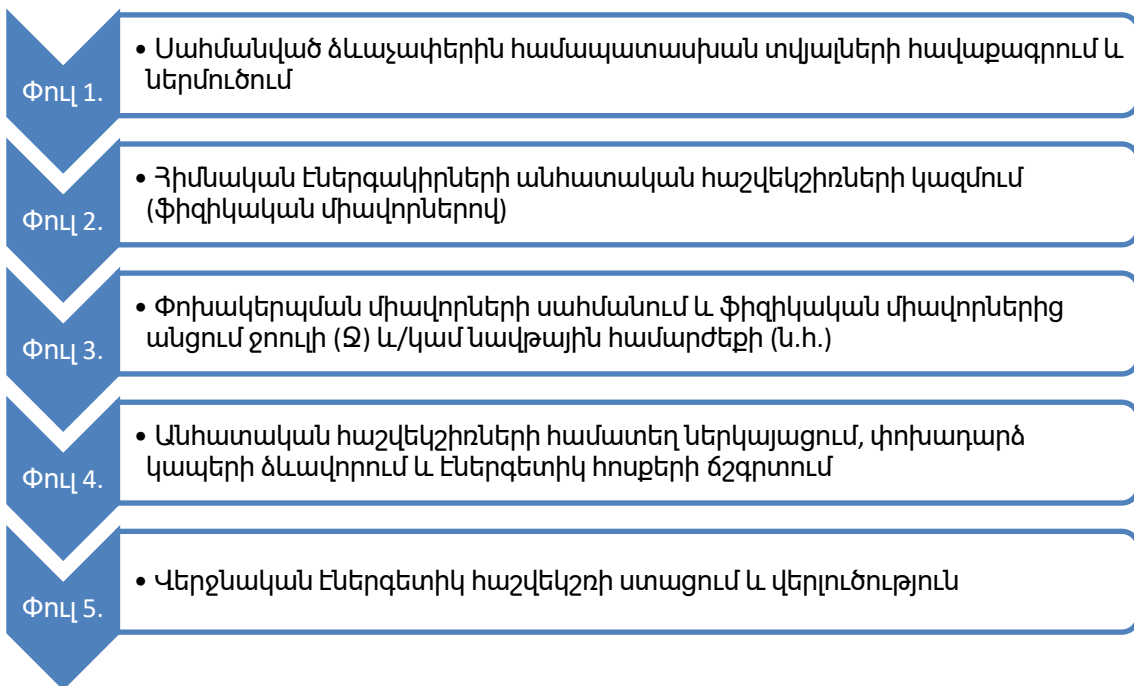 Փուլ 1.
• Սահմանված ձևաչափերին համապատասխան տվյալների հավաքագրում և
ներմուծում
Փուլ 2.
• Հիմնական էներգակիրների անհատական հաշվեկշիռների կազմում
(ֆիզիկական միավորներով)
Փուլ 3.
• Փոխակերպման միավորների սահմանում և ֆիզիկական միավորներից
անցում ջոուլի (Ջ) և/կամ նավթային համարժեքի (ն.հ.)
Փուլ 4.
• Անհատական հաշվեկշիռների համատեղ ներկայացում, փոխադարձ
կապերի ձևավորում և էներգետիկ հոսքերի ճշգրտում
Փուլ 5.
• Վերջնական էներգետիկ հաշվեկշռի ստացում և վերլուծություն